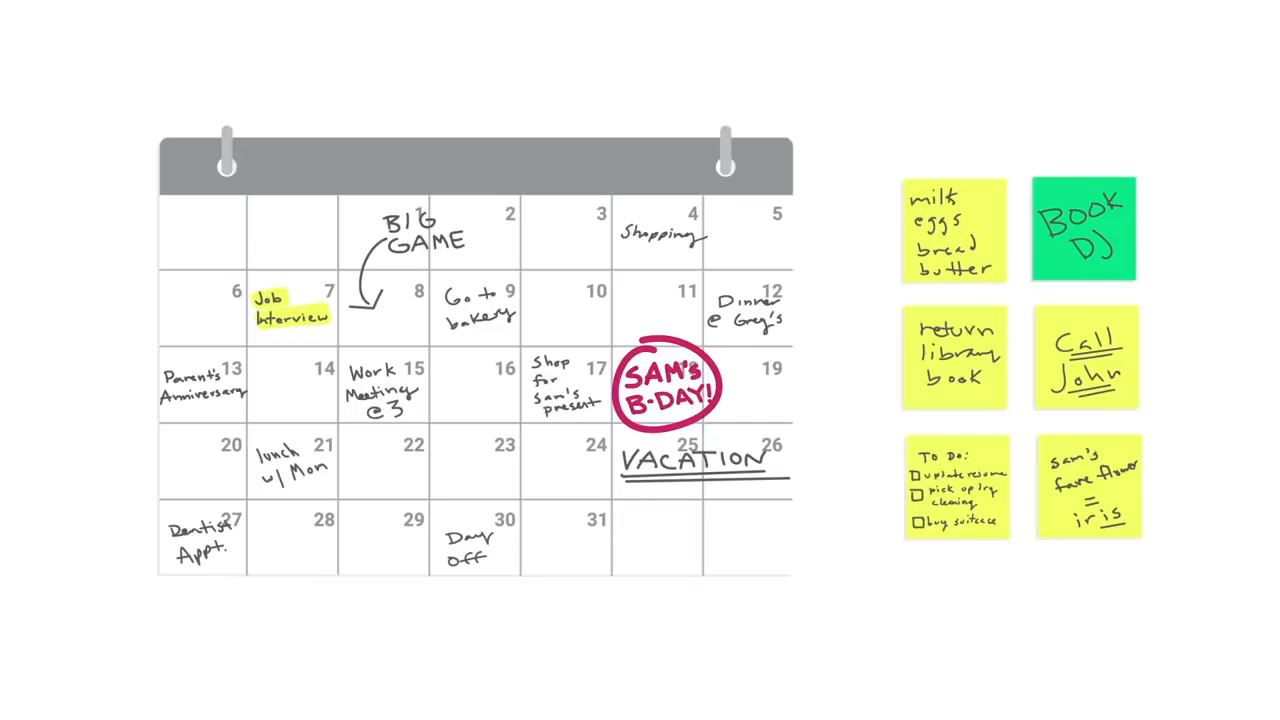 BIG
GAME
1
2
3
4
5
Shopping
6
7
8
9
10
11
12
Job
Interview
Go to
bakery
Dinner
@ Greg's
13
14
15
16
17
18
19
Parent's
Anniversary
Work
Meeting
@ 3
Shop
for
Sam's
present
SAM's
B-DAY!
20
21
22
23
24
25
26
lunch
w/ Mom
VACATION
27
28
29
30
31
Dentist
Appt.
Day
Off
milk
eggs
bread
butter
BOOK
DJ
return
library
book
Call
John
TO DO:
update resume
pick up dry
cleaning
buy suitcase
Sam's
fave flower
=
iris